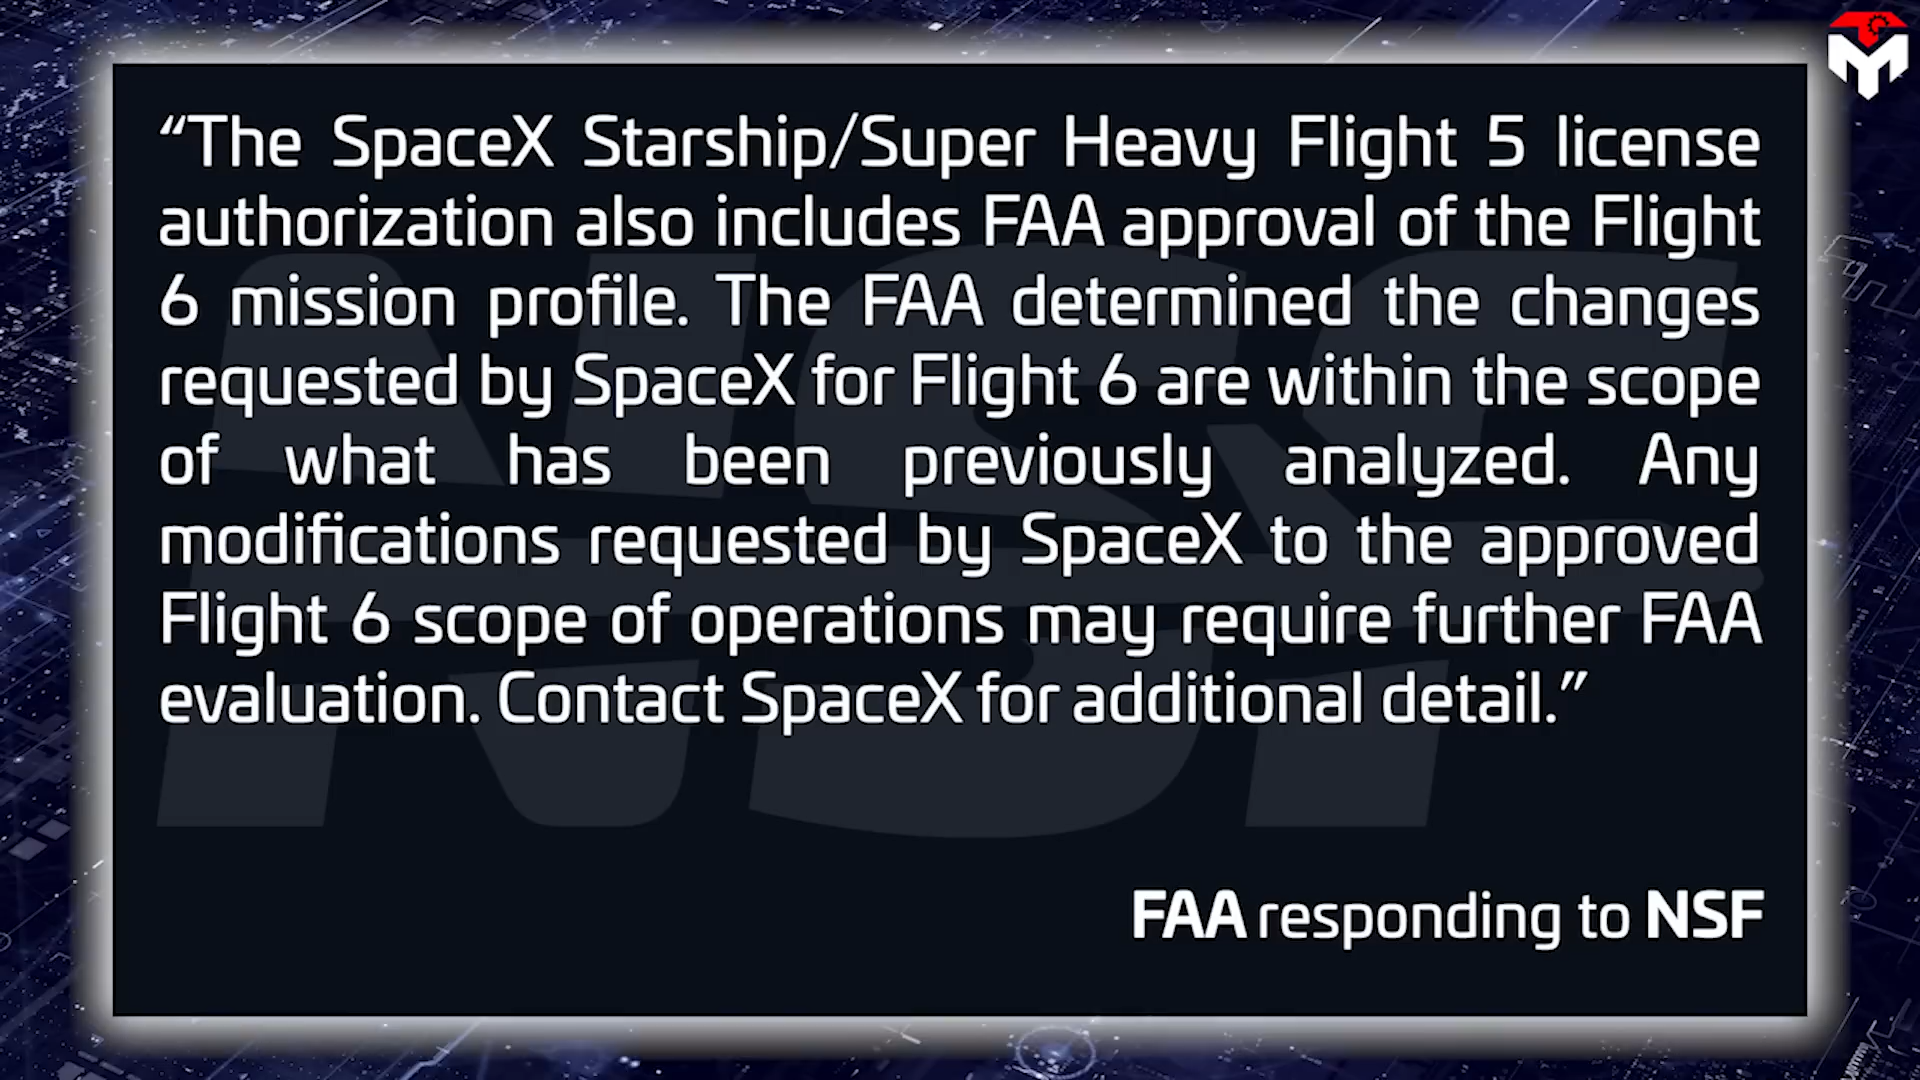 “The SpaceX Starship/Super Heavy Flight 5 license
authorization also includes FAA approval of the Flight
6 mission profile. The FAA determined the changes
requested by SpaceX for Flight 6 are within the scope
of what has been previously analyzed. Any
modifications requested by SpaceX to the approved
Flight 6 scope of operations may require further FAA
evaluation. Contact SpaceX for additional detail.”
FAA responding to NSF
NSF